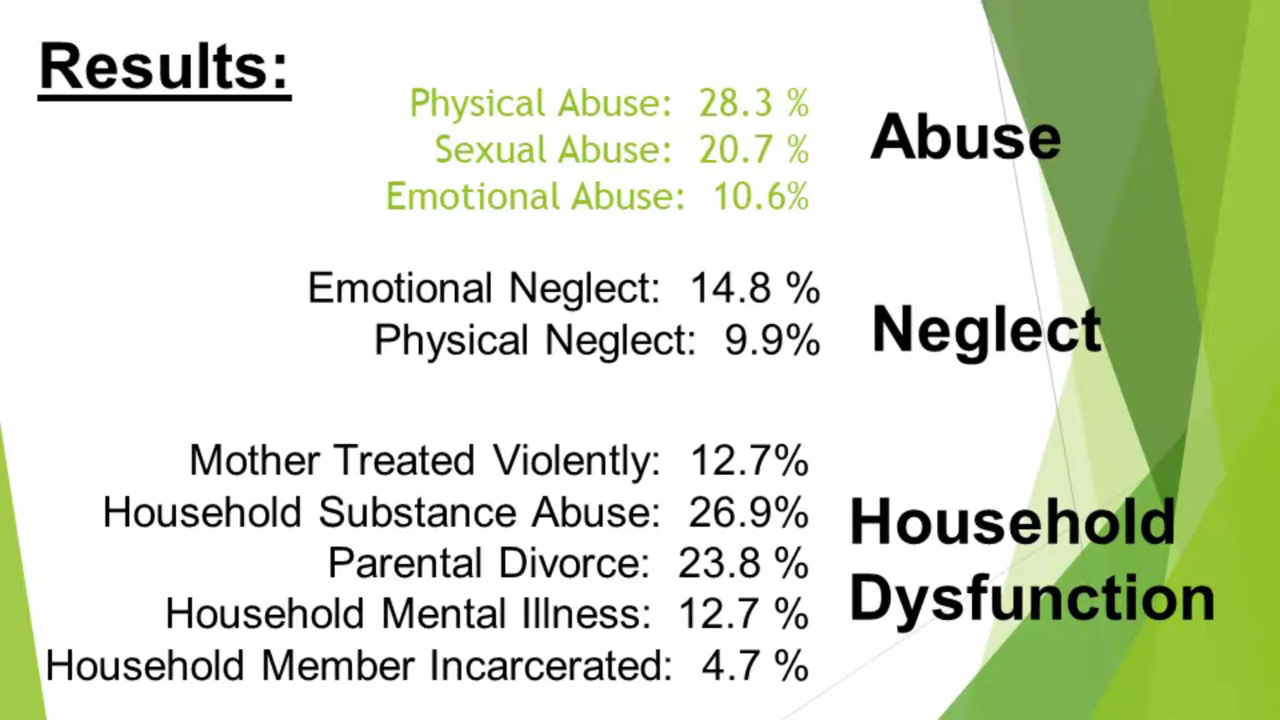 Results:
Physical Abuse: 28.3 %
Sexual Abuse: 20.7 %
Emotional Abuse: 10.6%
Abuse
Emotional Neglect: 14.8 %
Physical Neglect: 9.9%
Neglect
Mother Treated Violently: 12.7%
Household Substance Abuse: 26.9%
Parental Divorce: 23.8 %
Household Mental Illness: 12.7 %
Household Member Incarcerated: 4.7 %
Household
Dysfunction